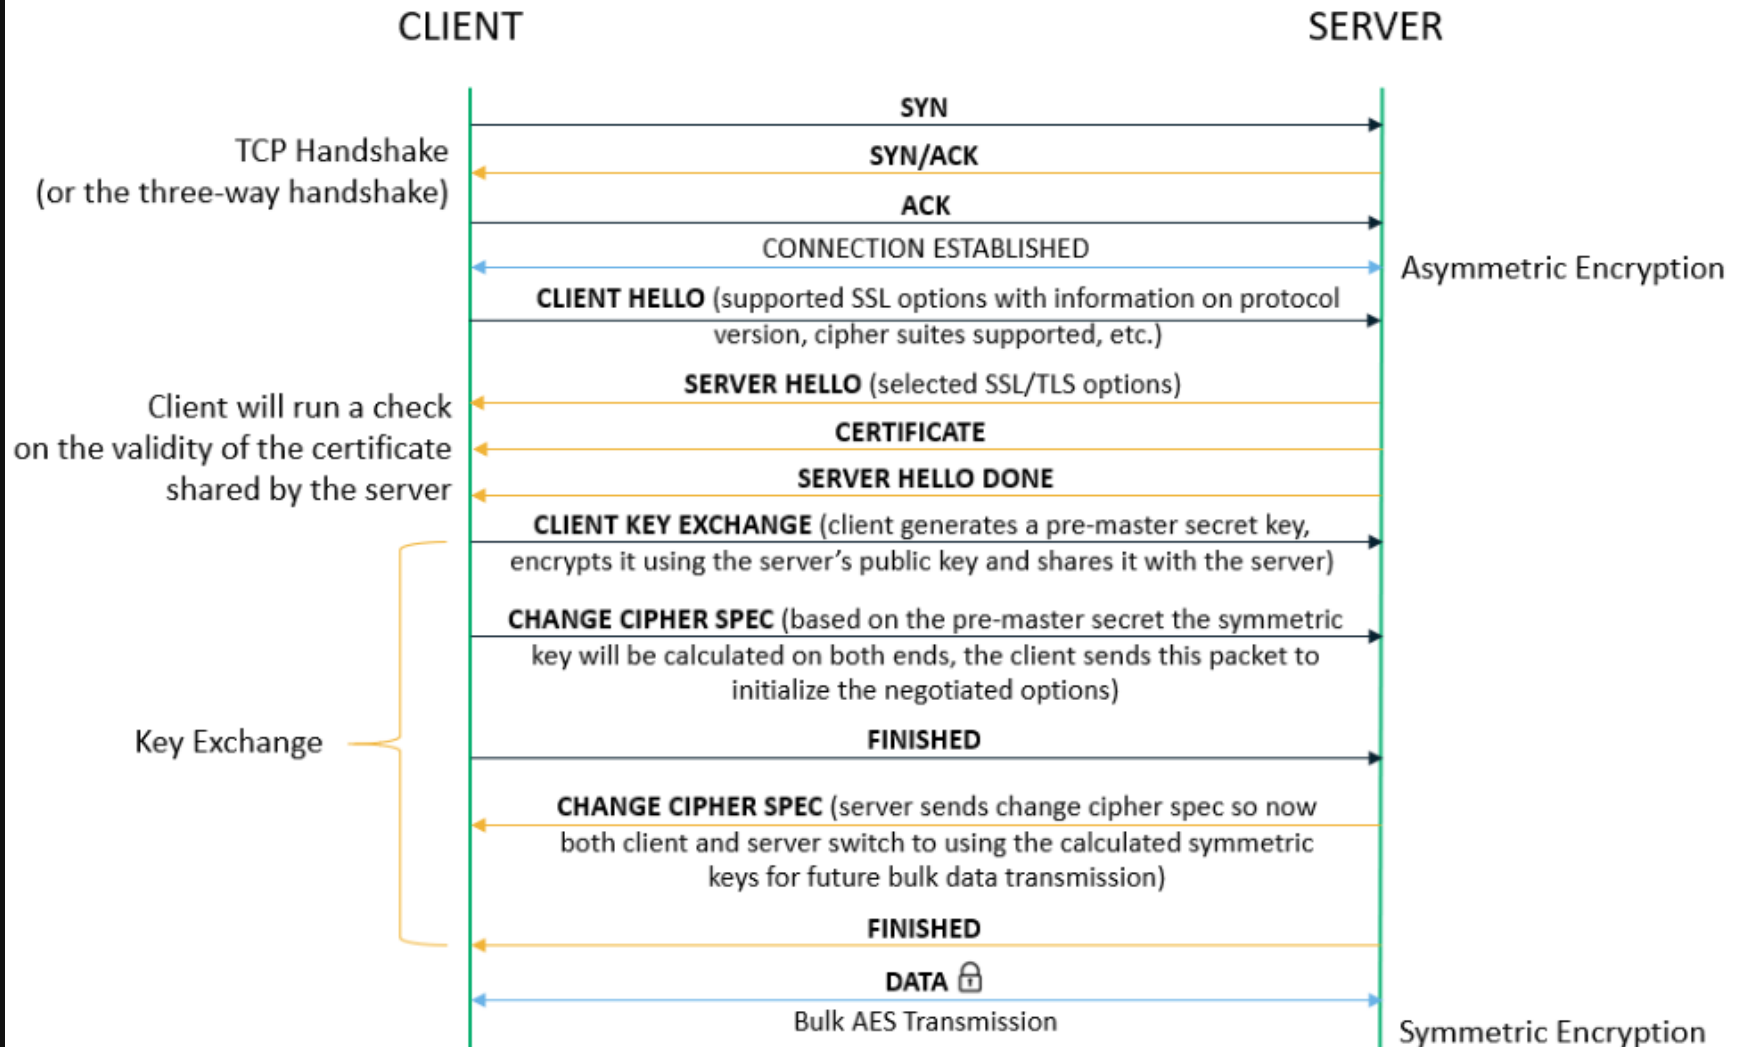 CLIENT
SERVER
SYN
TCP Handshake
(or the three-way handshake)
SYN/ACK
ACK
CONNECTION ESTABLISHED
Asymmetric Encryption
CLIENT HELLO (supported SSL options with information on protocol
version, cipher suites supported, etc.)
SERVER HELLO (selected SSL/TLS options)
Client will run a check
on the validity of the certificate
shared by the server
CERTIFICATE
SERVER HELLO DONE
CLIENT KEY EXCHANGE (client generates a pre-master secret key,
encrypts it using the server’s public key and shares it with the server)
CHANGE CIPHER SPEC (based on the pre-master secret the symmetric
key will be calculated on both ends, the client sends this packet to
initialize the negotiated options)
Key Exchange
FINISHED
CHANGE CIPHER SPEC (server sends change cipher spec so now
both client and server switch to using the calculated symmetric
keys for future bulk data transmission)
FINISHED
DATA
Bulk AES Transmission
Symmetric Encryption